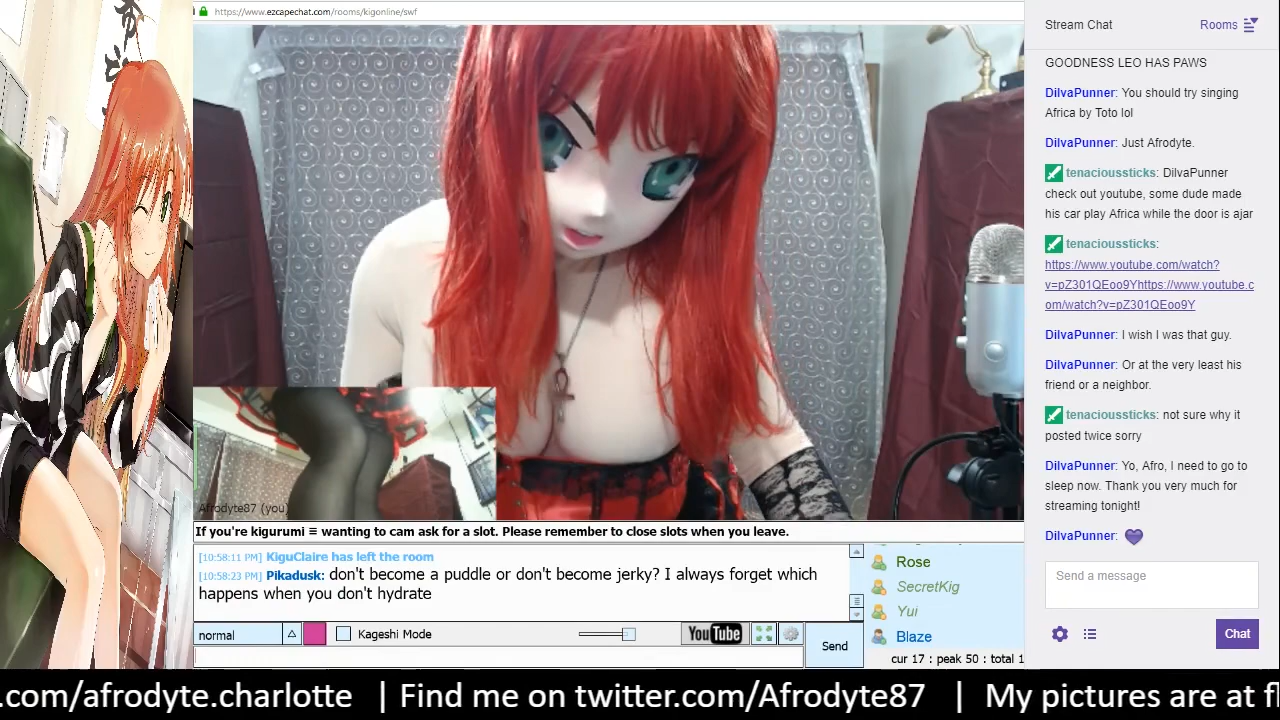 https://www.ezcapechat.com/rooms/kigonline/swf
Afrodyte87 (you)
If you're kigurumi ≡ wanting to cam ask for a slot. Please remember to close slots when you leave.
[10:58:11 PM] KiguClaire has left the room
[10:58:23 PM] Pikadusk: don't become a puddle or don't become jerky? I always forget which
happens when you don't hydrate
normal
Kageshi Mode
YouTube
Send
Rose
SecretKig
Yui
Blaze
cur 17 : peak 50 : total 1
Stream Chat
Rooms
GOODNESS LEO HAS PAWS
DilvaPunner: You should try singing
Africa by Toto lol
DilvaPunner: Just Afrodyte.
tenacioussticks: DilvaPunner
check out youtube, some dude made
his car play Africa while the door is ajar
tenacioussticks:
https://www.youtube.com/watch?
v=pZ301QEoo9Yhttps://www.youtube.c
om/watch?v=pZ301QEoo9Y
DilvaPunner: I wish I was that guy.
DilvaPunner: Or at the very least his
friend or a neighbor.
tenacioussticks: not sure why it
posted twice sorry
DilvaPunner: Yo, Afro, I need to go to
sleep now. Thank you very much for
streaming tonight!
DilvaPunner: 💜
Send a message
Chat
.com/afrodyte.charlotte | Find me on twitter.com/Afrodyte87 | My pictures are at f